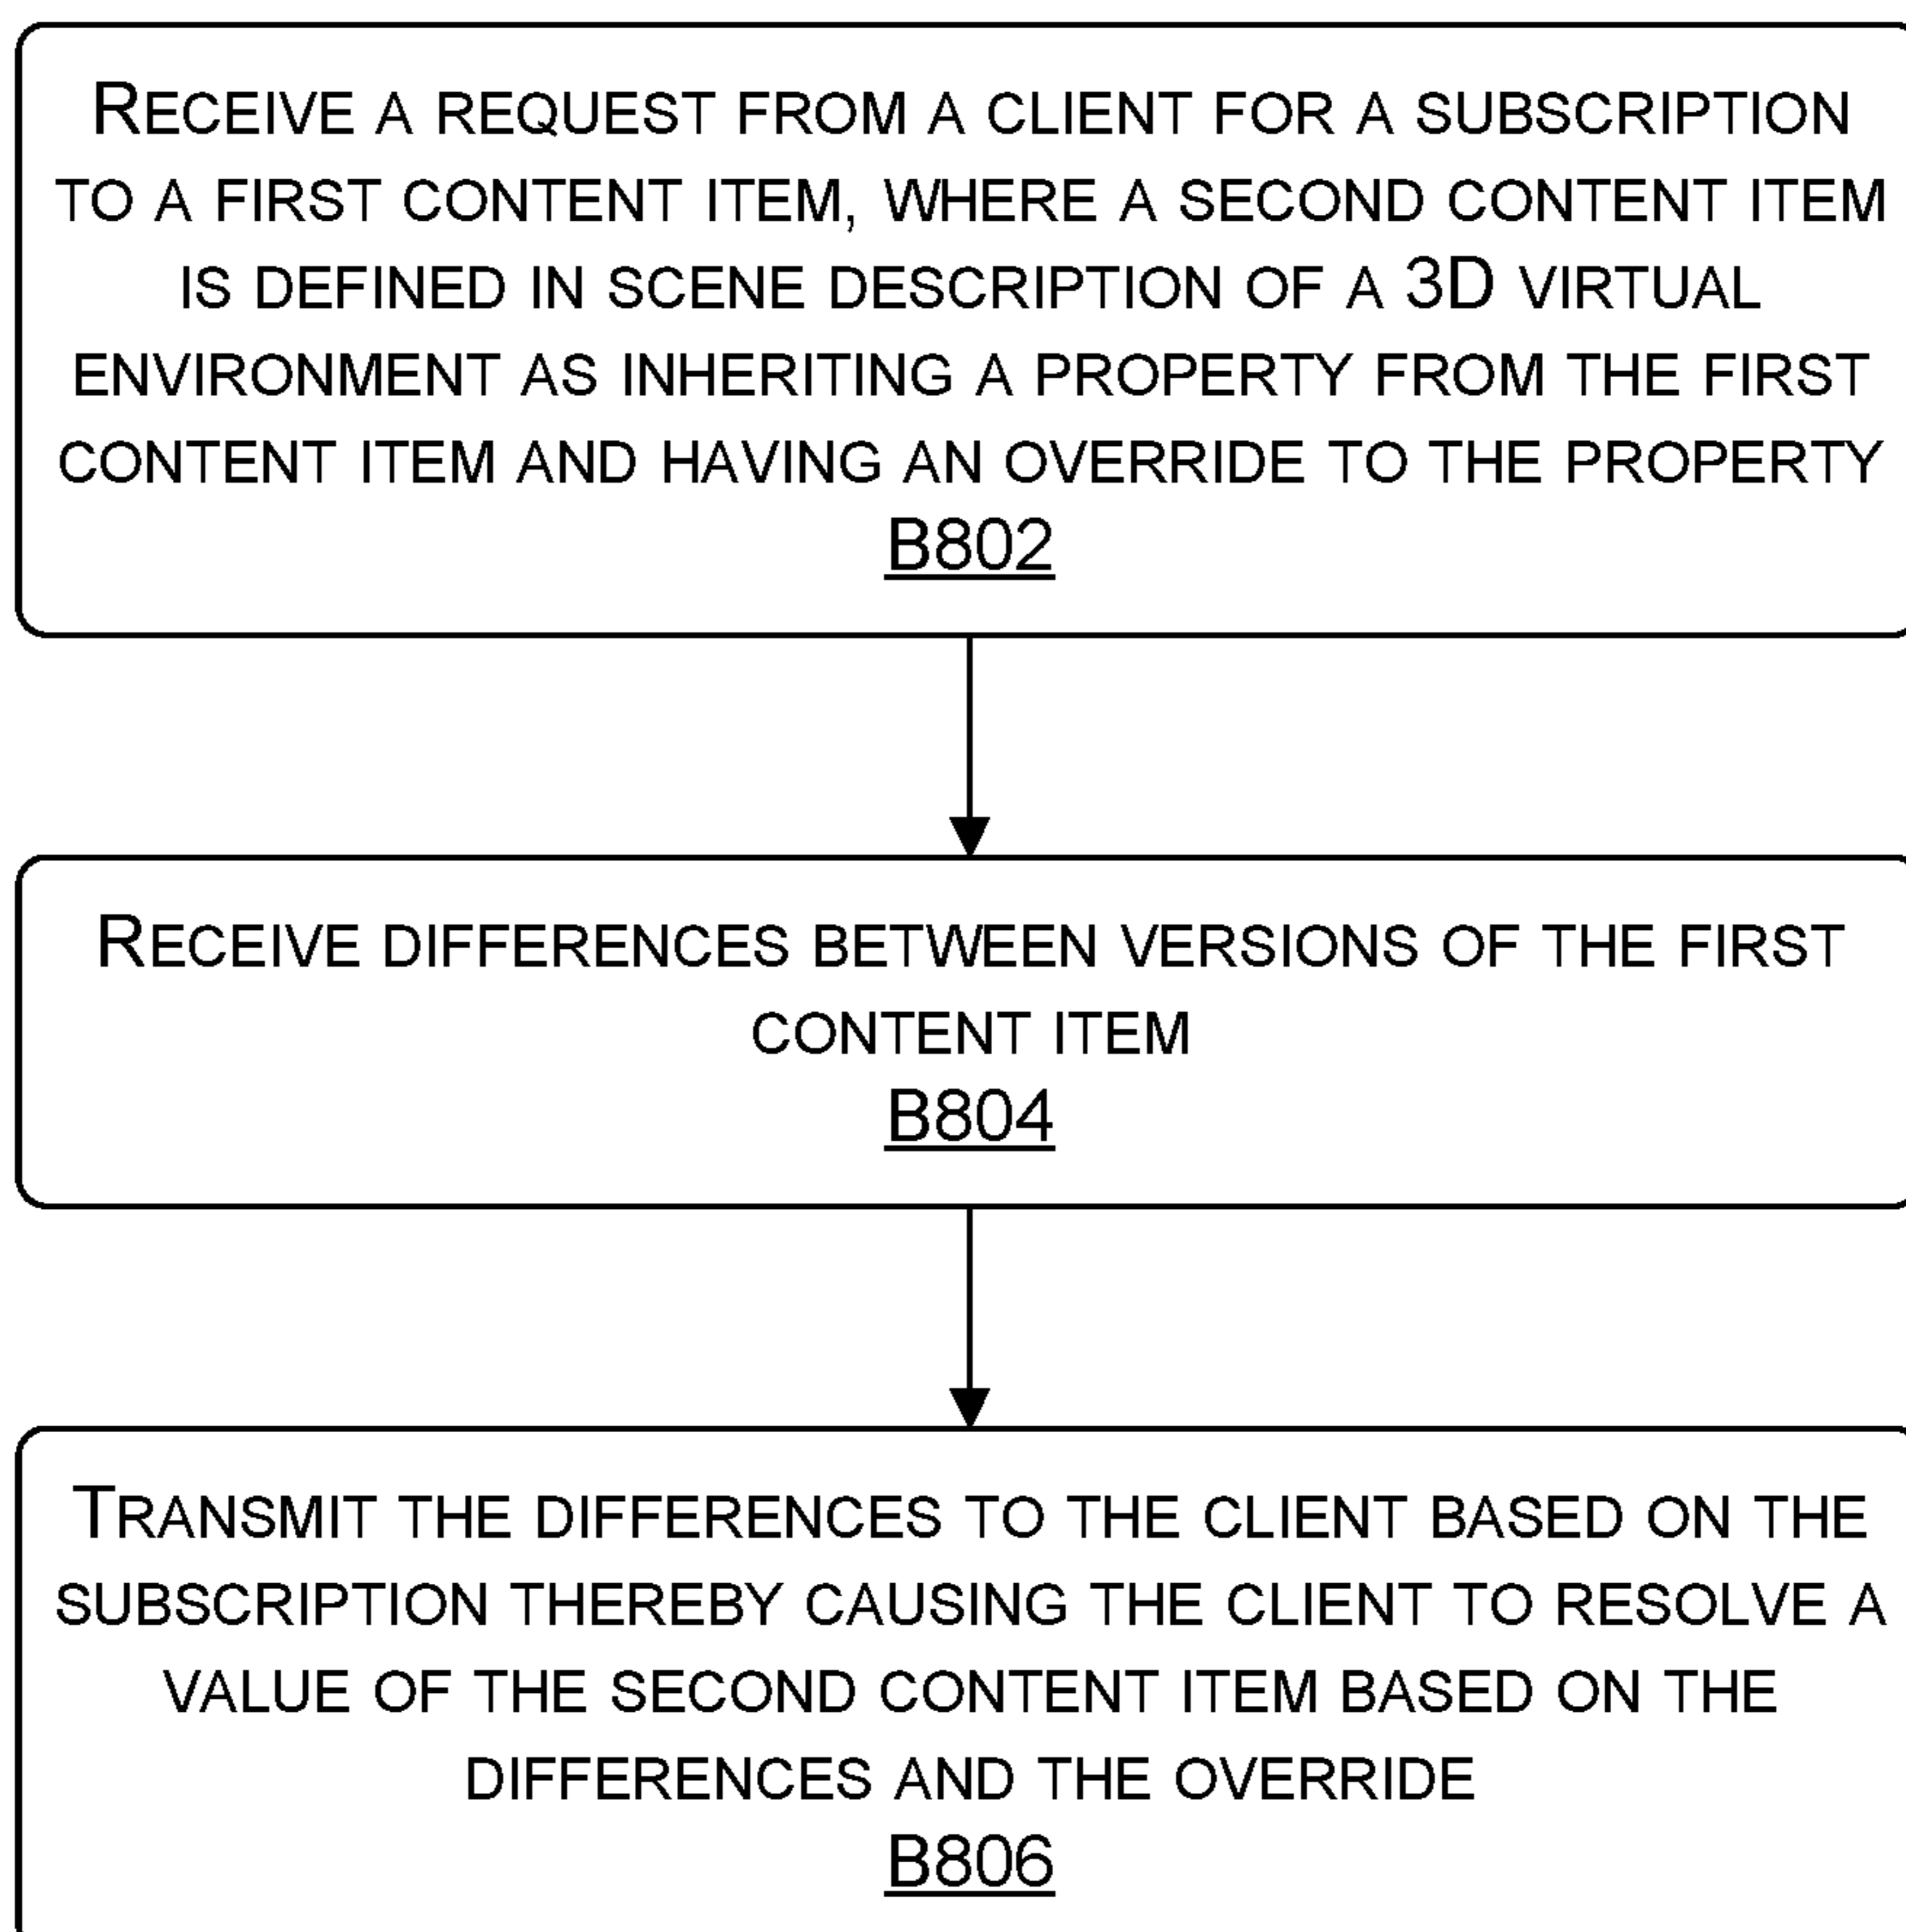 RECEIVE A REQUEST FROM A CLIENT FOR A SUBSCRIPTION
TO A FIRST CONTENT ITEM, WHERE A SECOND CONTENT ITEM
IS DEFINED IN SCENE DESCRIPTION OF A 3D VIRTUAL
ENVIRONMENT AS INHERITING A PROPERTY FROM THE FIRST
CONTENT ITEM AND HAVING AN OVERRIDE TO THE PROPERTY
B802
RECEIVE DIFFERENCES BETWEEN VERSIONS OF THE FIRST
CONTENT ITEM
B804
TRANSMIT THE DIFFERENCES TO THE CLIENT BASED ON THE
SUBSCRIPTION THEREBY CAUSING THE CLIENT TO RESOLVE A
VALUE OF THE SECOND CONTENT ITEM BASED ON THE
DIFFERENCES AND THE OVERRIDE
B806